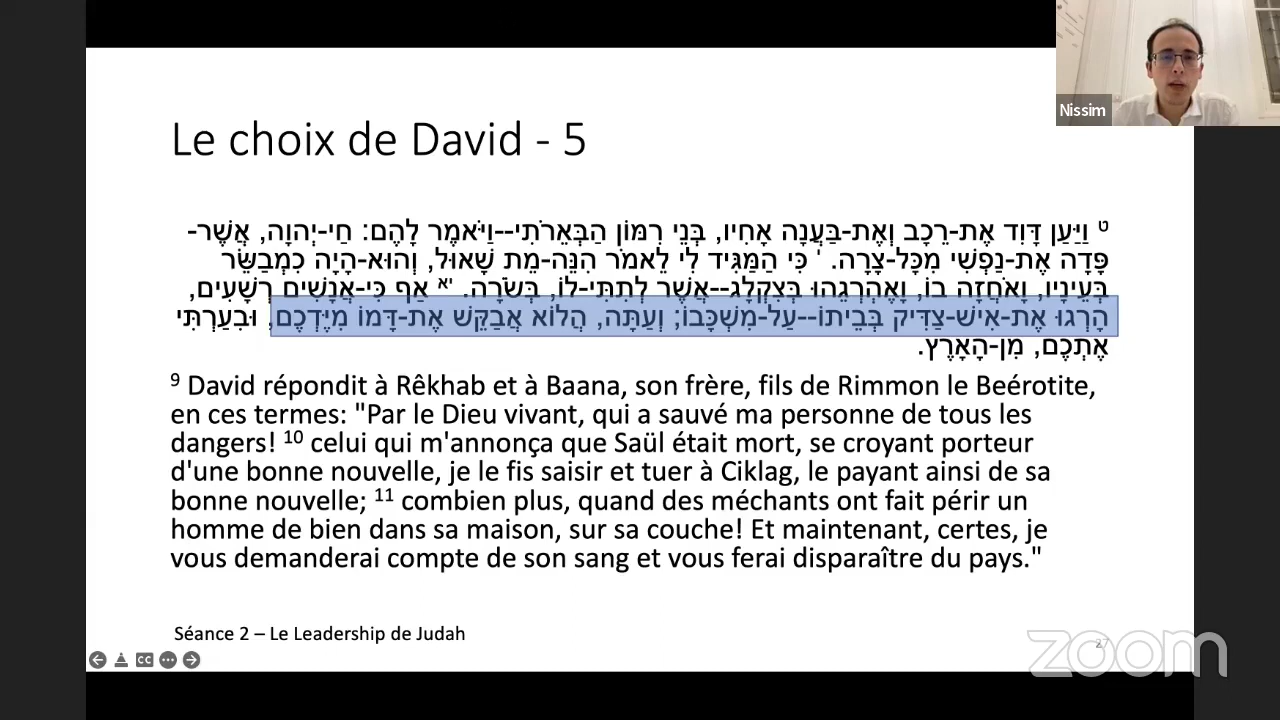 Nissim
Le choix de David - 5
ט וַיַּעַן דָּוִד אֶת-רֵכָב וְאֶת-בַּעֲנָה אָחִיו, בְּנֵי רִמּוֹן הַבְּאֵרֹתִי--וַיֹּאמֶר לָהֶם: חַי-יְהוָה, אֲשֶׁר-
פָּדָה אֶת-נַפְשִׁי מִכָּל-צָרָה. י כִּי הַמַּגִּיד לִי לֵאמֹר הִנֵּה-מֵת שָׁאוּל, וְהוּא-הָיָה כִמְבַשֵּׂר
בְּעֵינָיו, וָאֹחֲזָה בוֹ, וָאֶהְרְגֵהוּ בְּצִקְלָג--אֲשֶׁר לְתִתִּי-לוֹ, בְּשֹׂרָה. יא אַף כִּי-אֲנָשִׁים רְשָׁעִים,
הָרְגוּ אֶת-אִישׁ-צַדִּיק בְּבֵיתוֹ--עַל-מִשְׁכָּבוֹ; וְעַתָּה, הֲלוֹא אֲבַקֵּשׁ אֶת-דָּמוֹ מִיֶּדְכֶם, וּבִעַרְתִּי
אֶתְכֶם, מִן-הָאָרֶץ.
9 David répondit à Rêkhab et à Baana, son frère, fils de Rimmon le Beérotite,
en ces termes: "Par le Dieu vivant, qui a sauvé ma personne de tous les
dangers! 10 celui qui m'annonça que Saül était mort, se croyant porteur
d'une bonne nouvelle, je le fis saisir et tuer à Ciklag, le payant ainsi de sa
bonne nouvelle; 11 combien plus, quand des méchants ont fait périr un
homme de bien dans sa maison, sur sa couche! Et maintenant, certes, je
vous demanderai compte de son sang et vous ferai disparaître du pays."
Séance 2 – Le Leadership de Judah
27
CC
zoom